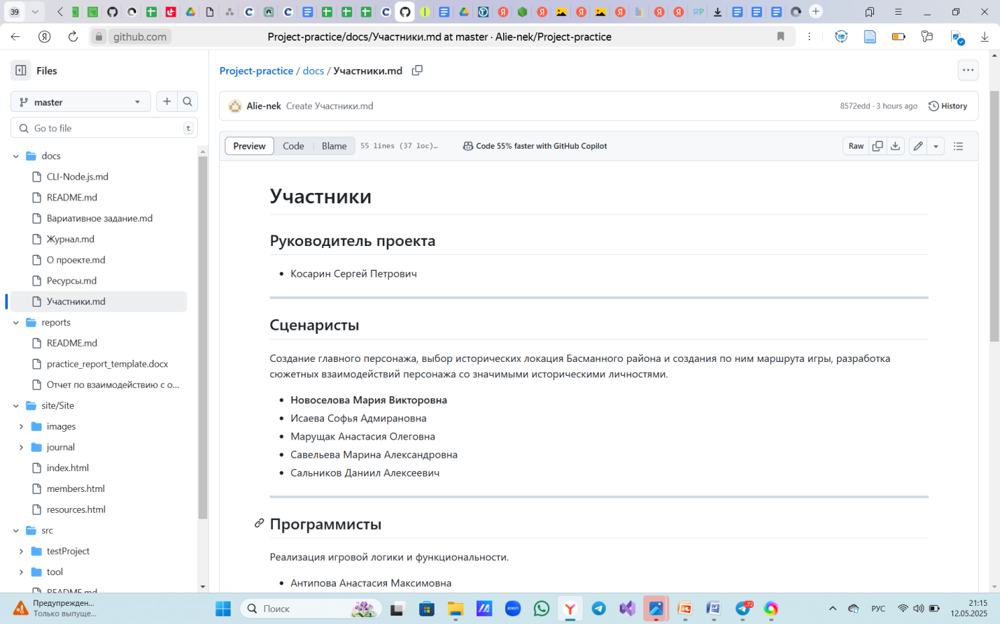 39
github.com
Project-practice/docs/Участники.md at master · Alie-nek/Project-practice
Files
Project-practice / docs / Участники.md
master
Alie-nek Create Участники.md
8572edd · 3 hours ago
History
Go to file
t
Preview
Code
Blame
55 lines (37 loc)…
Code 55% faster with GitHub Copilot
Raw
docs
CLI-Node.js.md
README.md
Вариативное задание.md
Журнал.md
О проекте.md
Ресурсы.md
Участники.md
reports
README.md
practice_report_template.docx
Отчет по взаимодействию с о...
site/Site
images
journal
index.html
members.html
resources.html
src
testProject
tool
README.md
Участники
Руководитель проекта
Косарин Сергей Петрович
Сценаристы
Создание главного персонажа, выбор исторических локация Басманного района и создания по ним маршрута игры, разработка
сюжетных взаимодействий персонажа со значимыми историческими личностями.
Новоселова Мария Викторовна
Исаева Софья Адмирановна
Марущак Анастасия Олеговна
Савельева Марина Александровна
Сальников Даниил Алексеевич
Программисты
Реализация игровой логики и функциональности.
Антипова Анастасия Максимовна
Предупрежден...
Только выпуще...
Поиск
zoom
72
РУС
21:15
12.05.2025